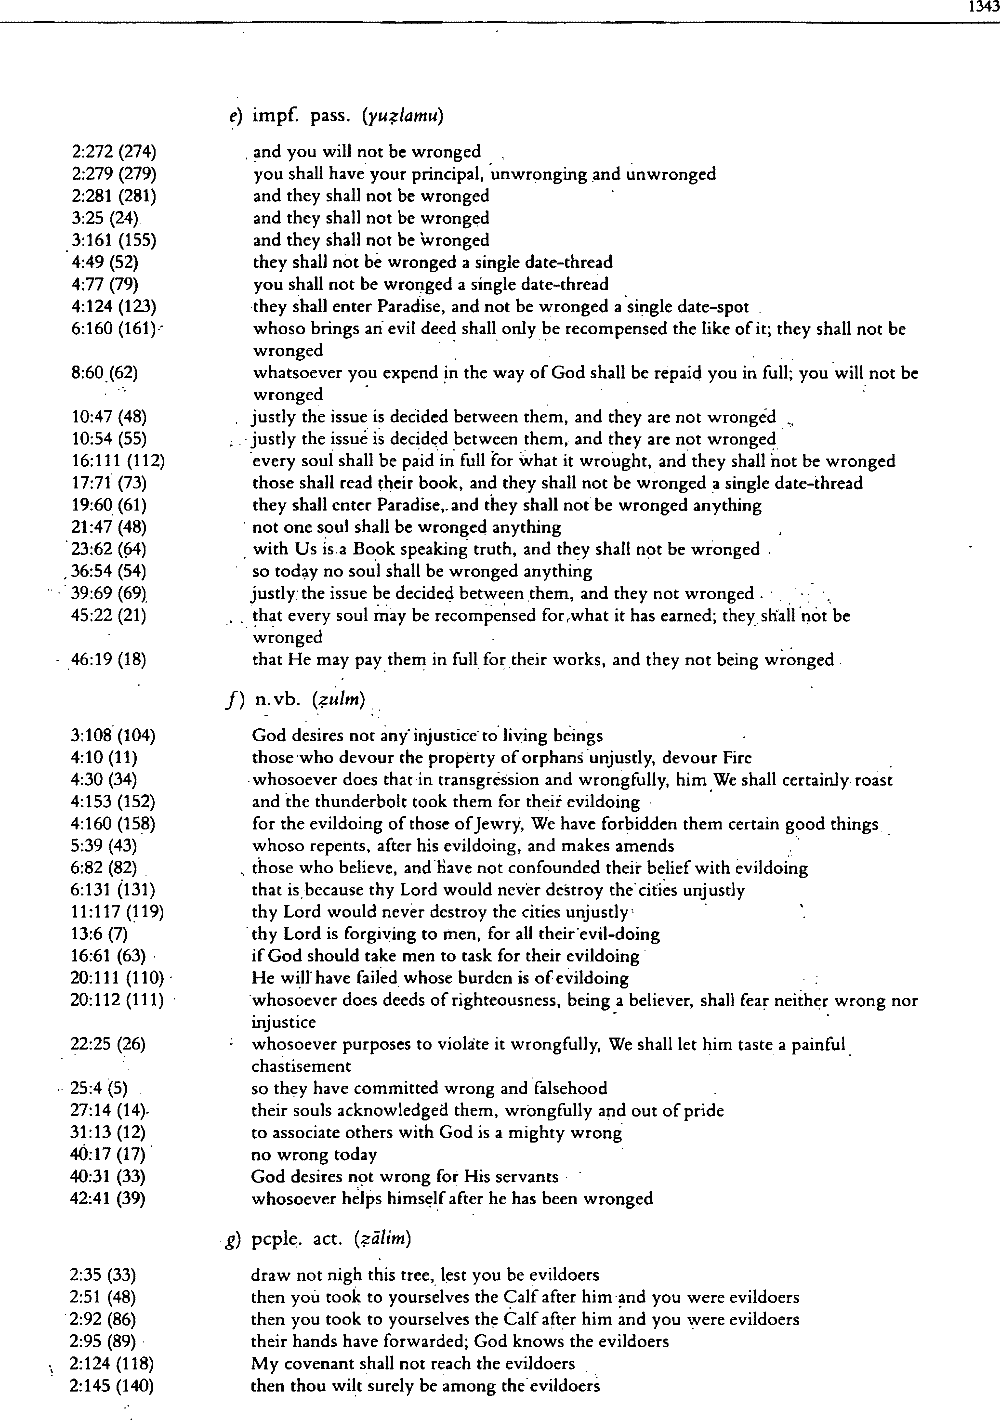 1343
e) impf. pass. (yuẓlamu)
2:272 (274) and you will not be wronged
2:279 (279) you shall have your principal, unwronging and unwronged
2:281 (281) and they shall not be wronged
3:25 (24) and they shall not be wronged
3:161 (155) and they shall not be wronged
4:49 (52) they shall not be wronged a single date-thread
4:77 (79) you shall not be wronged a single date-thread
4:124 (123) they shall enter Paradise, and not be wronged a single date-spot
6:160 (161) whoso brings an evil deed shall only be recompensed the like of it; they shall not be
wronged
8:60 (62) whatsoever you expend in the way of God shall be repaid you in full; you will not be
wronged
10:47 (48) justly the issue is decided between them, and they are not wronged
10:54 (55) justly the issue is decided between them, and they are not wronged
16:111 (112) every soul shall be paid in full for what it wrought, and they shall not be wronged
17:71 (73) those shall read their book, and they shall not be wronged a single date-thread
19:60 (61) they shall enter Paradise, and they shall not be wronged anything
21:47 (48) not one soul shall be wronged anything
23:62 (64) with Us is a Book speaking truth, and they shall not be wronged
36:54 (54) so today no soul shall be wronged anything
39:69 (69) justly the issue be decided between them, and they not wronged
45:22 (21) that every soul may be recompensed for what it has earned; they shall not be
wronged
46:19 (18) that He may pay them in full for their works, and they not being wronged
f) n.vb. (ẓulm)
3:108 (104) God desires not any injustice to living beings
4:10 (11) those who devour the property of orphans unjustly, devour Fire
4:30 (34) whosoever does that in transgression and wrongfully, him We shall certainly roast
4:153 (152) and the thunderbolt took them for their evildoing
4:160 (158) for the evildoing of those of Jewry, We have forbidden them certain good things
5:39 (43) whoso repents, after his evildoing, and makes amends
6:82 (82) those who believe, and have not confounded their belief with evildoing
6:131 (131) that is because thy Lord would never destroy the cities unjustly
11:117 (119) thy Lord would never destroy the cities unjustly
13:6 (7) thy Lord is forgiving to men, for all their evil-doing
16:61 (63) if God should take men to task for their evildoing
20:111 (110) He will have failed whose burden is of evildoing
20:112 (111) whosoever does deeds of righteousness, being a believer, shall fear neither wrong nor
injustice
22:25 (26) whosoever purposes to violate it wrongfully, We shall let him taste a painful
chastisement
25:4 (5) so they have committed wrong and falsehood
27:14 (14) their souls acknowledged them, wrongfully and out of pride
31:13 (12) to associate others with God is a mighty wrong
40:17 (17) no wrong today
40:31 (33) God desires not wrong for His servants
42:41 (39) whosoever helps himself after he has been wronged
g) pcple. act. (ẓālim)
2:35 (33) draw not nigh this tree, lest you be evildoers
2:51 (48) then you took to yourselves the Calf after him and you were evildoers
2:92 (86) then you took to yourselves the Calf after him and you were evildoers
2:95 (89) their hands have forwarded; God knows the evildoers
2:124 (118) My covenant shall not reach the evildoers
2:145 (140) then thou wilt surely be among the evildoers